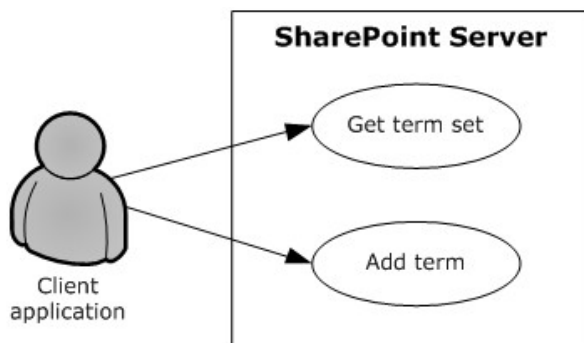 SharePoint Server
Get term set
Add term
Client
application